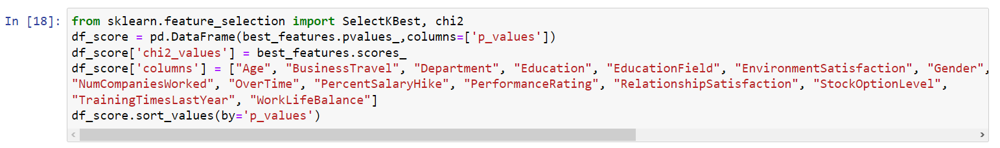 In [18]: from sklearn.feature_selection import SelectKBest, chi2
df_score = pd.DataFrame(best_features.pvalues_,columns=['p_values'])
df_score['chi2_values'] = best_features.scores_
df_score['columns'] = ["Age", "BusinessTravel", "Department", "Education", "EducationField", "EnvironmentSatisfaction", "Gender",
"NumCompaniesWorked", "OverTime", "PercentSalaryHike", "PerformanceRating", "RelationshipSatisfaction", "StockOptionLevel",
"TrainingTimesLastYear", "WorkLifeBalance"]
df_score.sort_values(by='p_values')